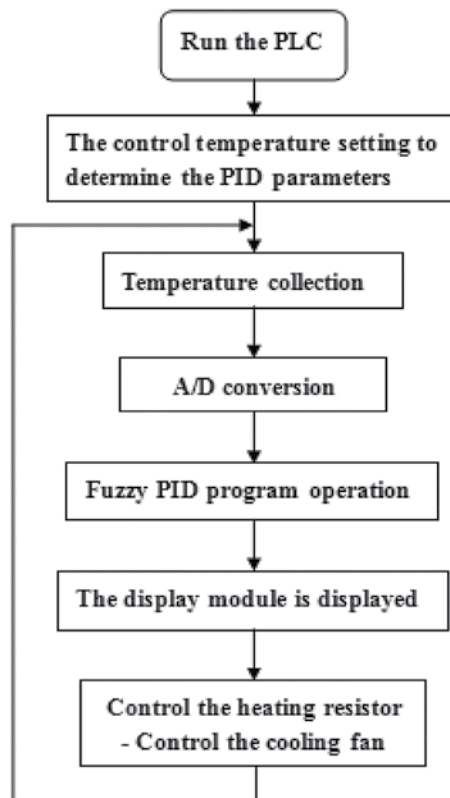 Run the PLC
The control temperature setting to
determine the PID parameters
Temperature collection
A/D conversion
Fuzzy PID program operation
The display module is displayed
Control the heating resistor
- Control the cooling fan